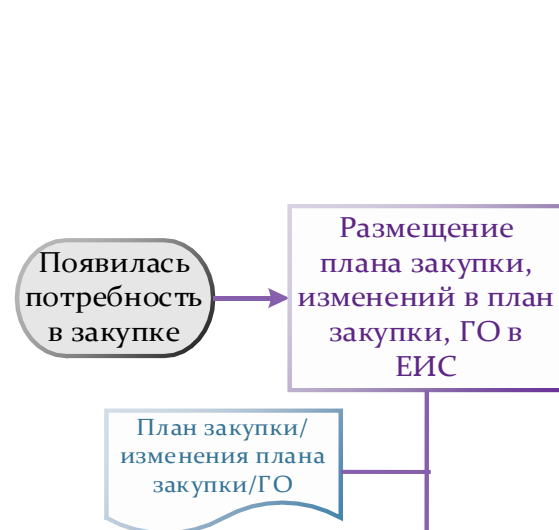 Появилась
потребность
в закупке
Размещение
плана закупки,
изменений в план
закупки, ГО в
ЕИС
План закупки/
изменения плана
закупки/ГО